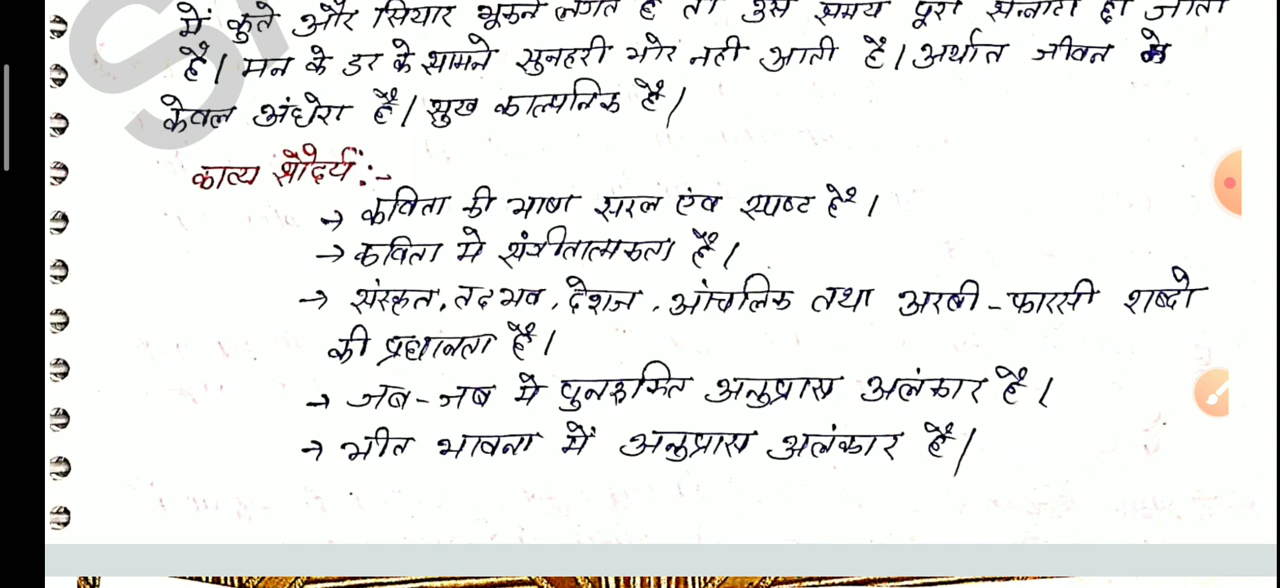 में कुते और सियार भूकने लगते है तो उस समय पूरा सन्नाटा हो जाता
है। मन के डर के सामने सुनहरी भोर नही आती है। अर्थात जीवन मे
केवल अंधेरा है। सुख काल्पनिक है।
काव्य सौदर्य :-
→ कविता की भाषा सरल एंव स्पष्ट है।
→ कविता मे संगीतात्मकता है।
→ संस्कृत, तदभव, देशज, आंचलिक तथा अरबी - फारसी शब्दो
की प्रधानता है।
→ जब - जब मे पुनरूक्ति अनुप्रास अलंकार है।
→ भीत भावना में अनुप्रास अलंकार है।